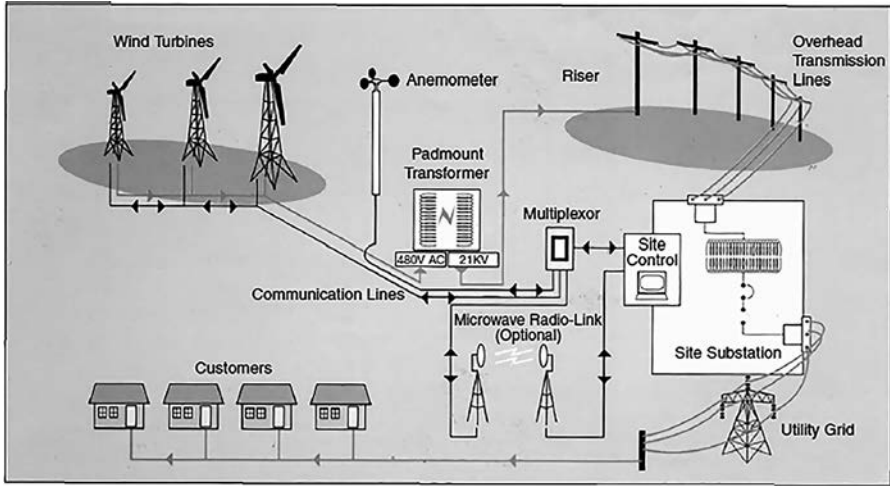 Wind Turbines
Anemometer
Riser
Overhead
Transmission
Lines
Padmount
Transformer
480V AC
21KV
Multiplexor
Site
Control
Communication Lines
Microwave Radio-Link
(Optional)
Site Substation
Customers
Utility Grid